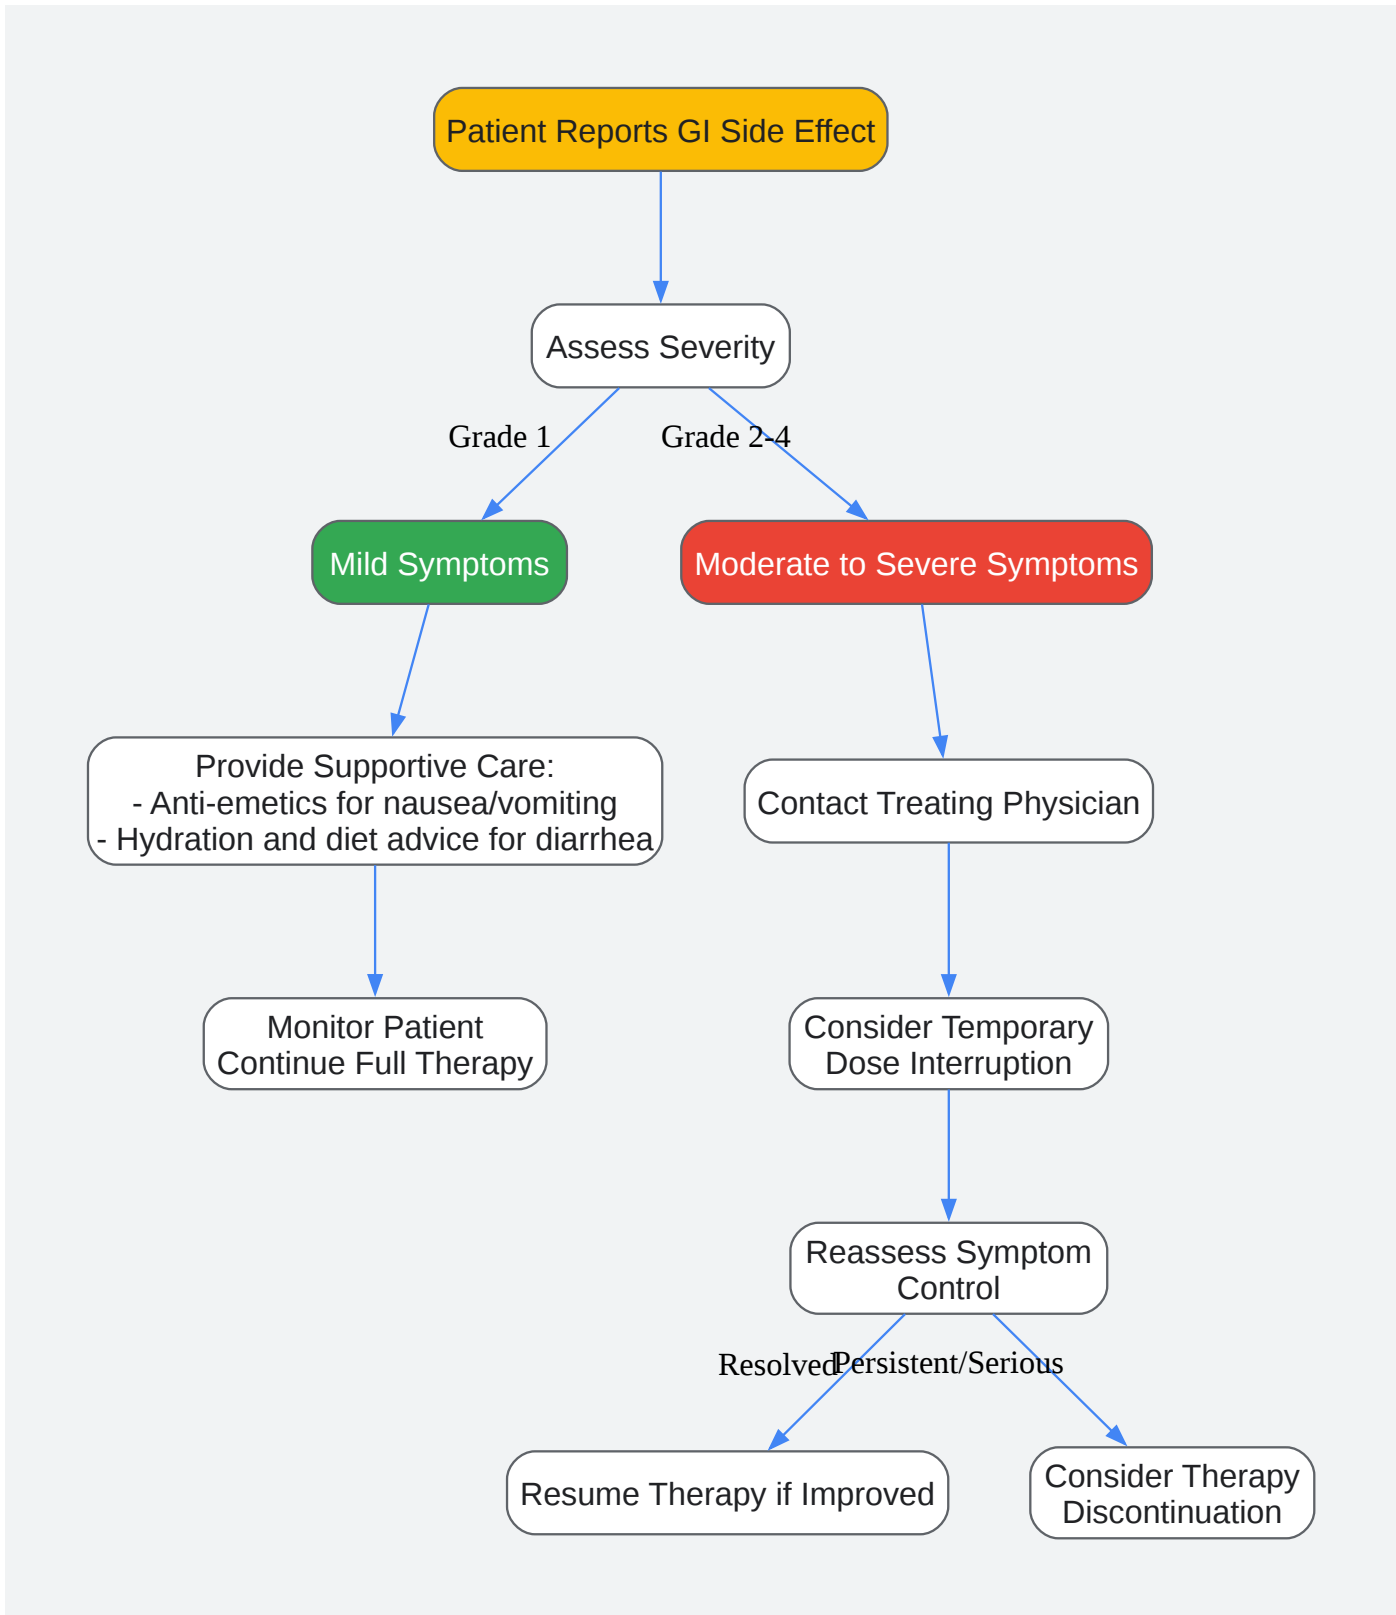 Patient Reports GI Side Effect
Assess Severity
Grade 1
Grade 2-4
Mild Symptoms
Moderate to Severe Symptoms
Provide Supportive Care:
- Anti-emetics for nausea/vomiting
- Hydration and diet advice for diarrhea
Contact Treating Physician
Monitor Patient
Continue Full Therapy
Consider Temporary
Dose Interruption
Reassess Symptom
Control
Resolved
Persistent/Serious
Resume Therapy if Improved
Consider Therapy
Discontinuation